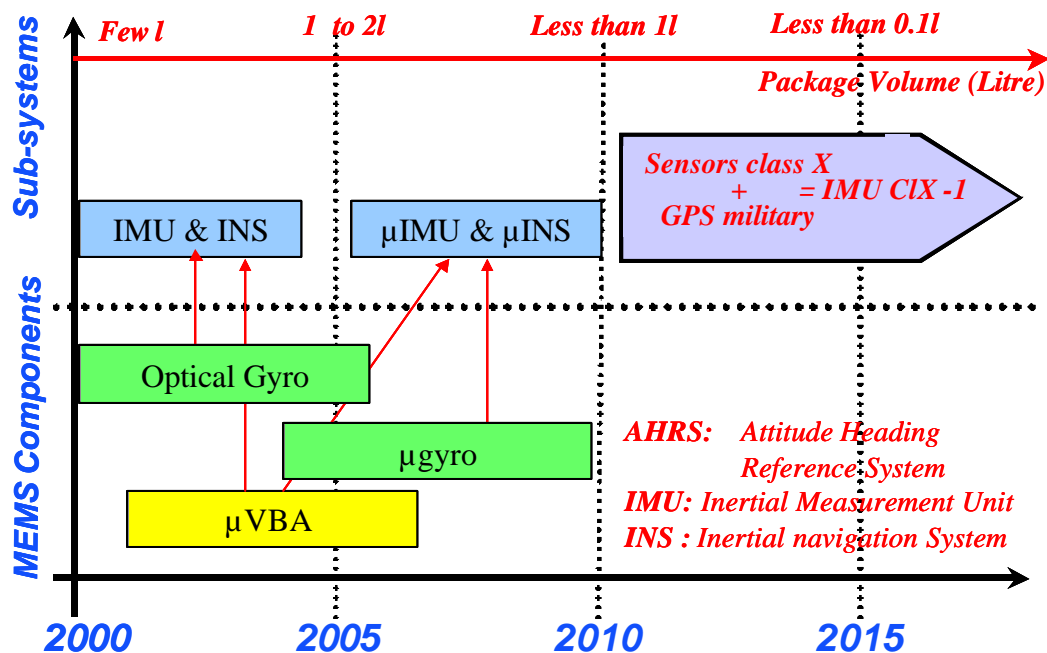 Few l
1 to 2l
Less than 1l
Less than 0.1l
Package Volume (Litre)
Sub-systems
Sensors class X
+ = IMU ClX -1
GPS military
IMU & INS
µIMU & µINS
MEMS Components
Optical Gyro
µgyro
µVBA
AHRS: Attitude Heading
Reference System
IMU: Inertial Measurement Unit
INS : Inertial navigation System
2000
2005
2010
2015